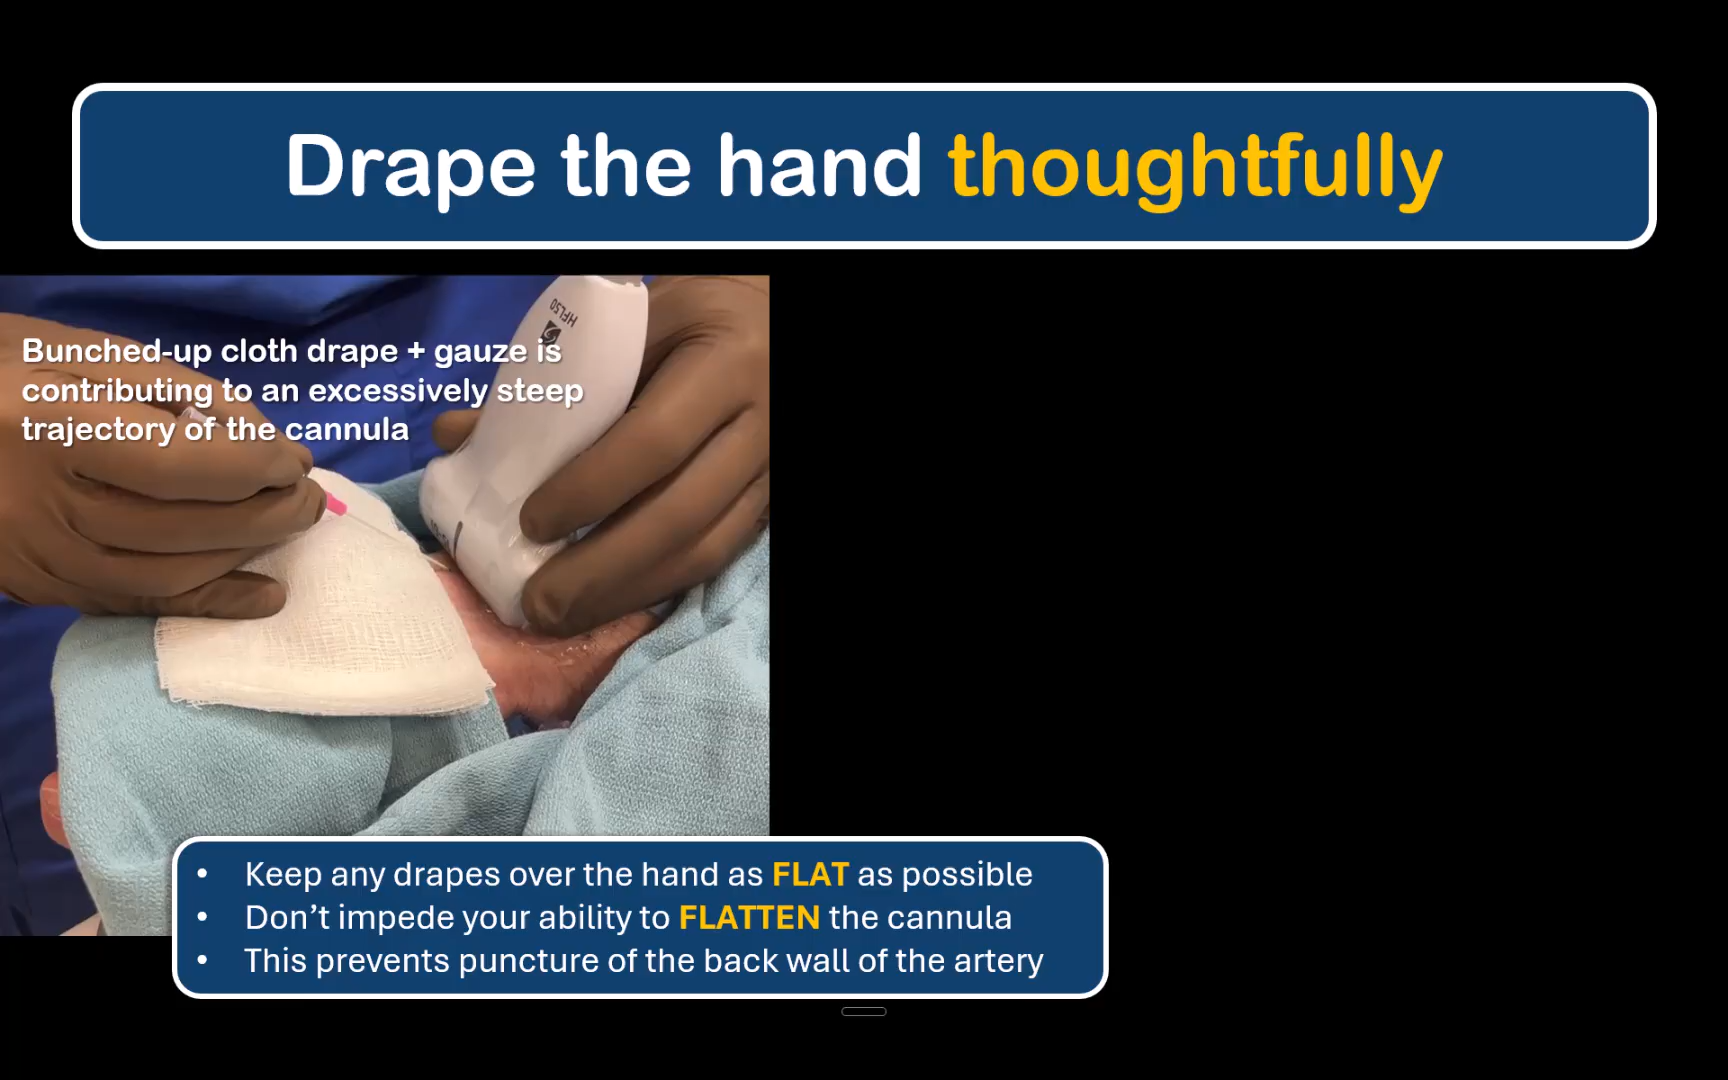 Drape the hand thoughtfully
HFL50
Bunched-up cloth drape + gauze is
contributing to an excessively steep
trajectory of the cannula
• Keep any drapes over the hand as FLAT as possible
• Don’t impede your ability to FLATTEN the cannula
• This prevents puncture of the back wall of the artery